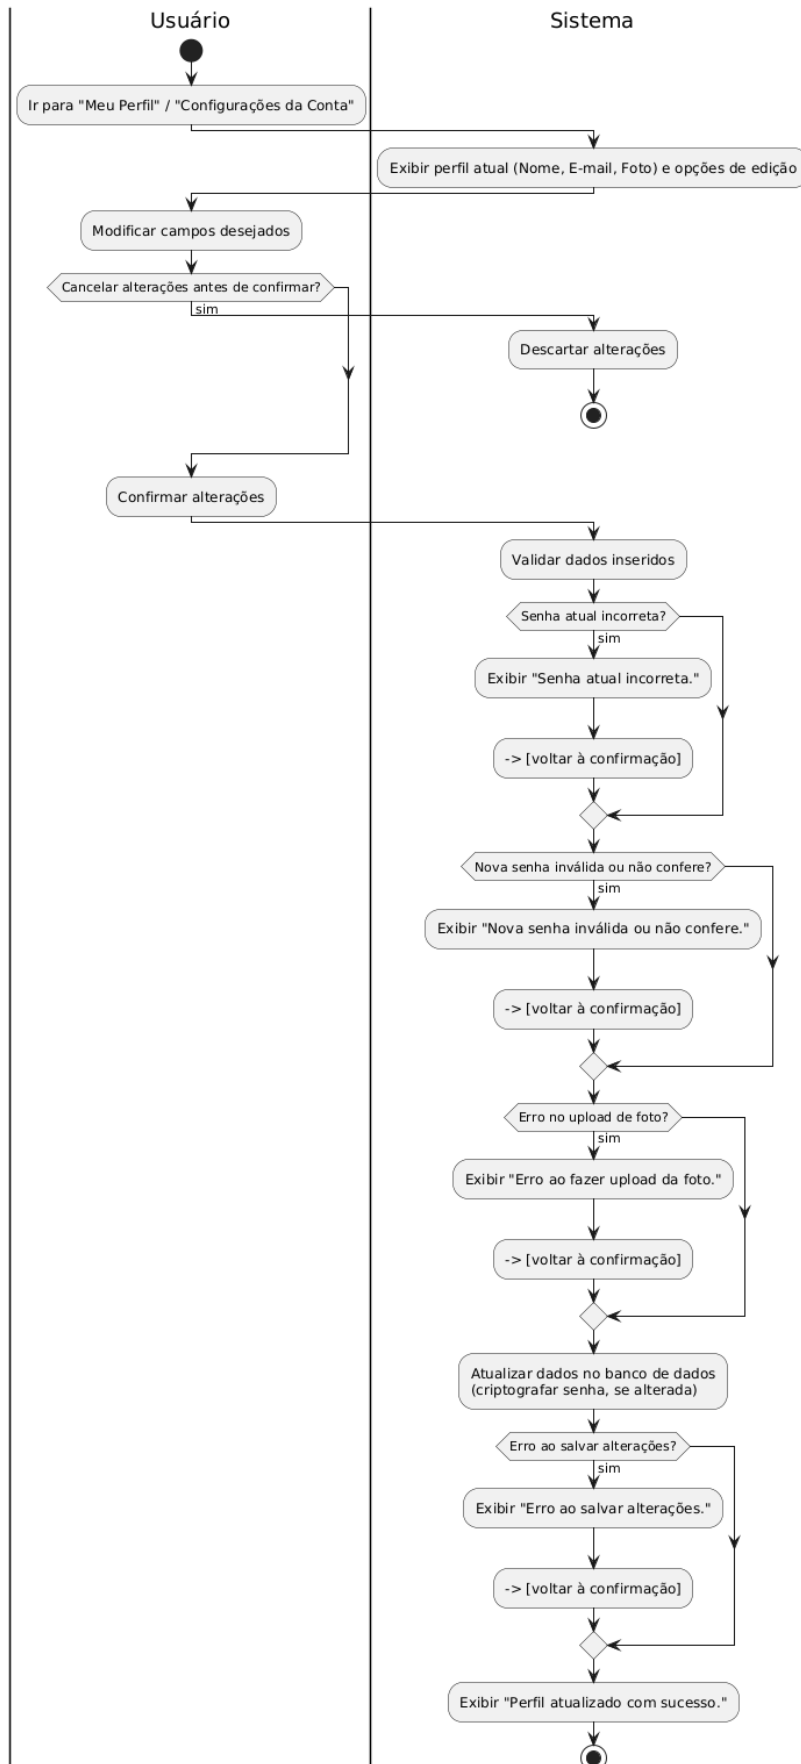 Usuário
Sistema
Ir para "Meu Perfil" / "Configurações da Conta"
Exibir perfil atual (Nome, E-mail, Foto) e opções de edição
Modificar campos desejados
Cancelar alterações antes de confirmar?
sim
Descartar alterações
Confirmar alterações
Validar dados inseridos
Senha atual incorreta?
sim
Exibir "Senha atual incorreta."
-> [voltar à confirmação]
Nova senha inválida ou não confere?
sim
Exibir "Nova senha inválida ou não confere."
-> [voltar à confirmação]
Erro no upload de foto?
sim
Exibir "Erro ao fazer upload da foto."
-> [voltar à confirmação]
Atualizar dados no banco de dados
(criptografar senha, se alterada)
Erro ao salvar alterações?
sim
Exibir "Erro ao salvar alterações."
-> [voltar à confirmação]
Exibir "Perfil atualizado com sucesso."